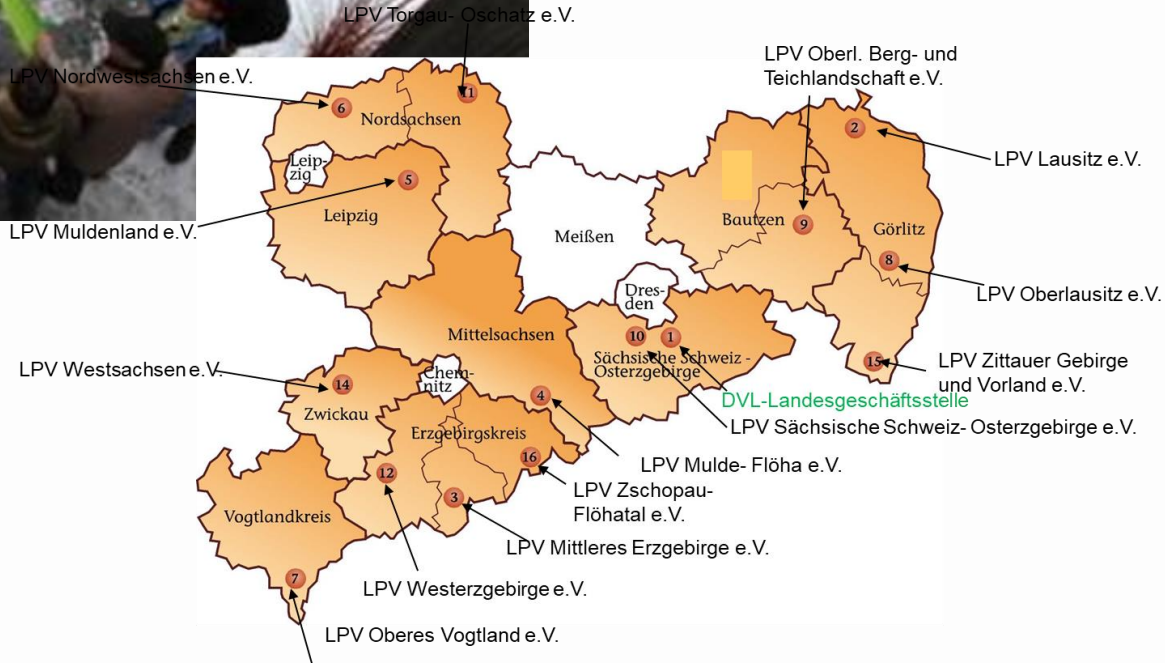 LPV Torgau- Oschatz e.V.
LPV Oberl. Berg- und
Teichlandschaft e.V.
LPV Nordwestsachsen e.V.
11
6
Nordsachsen
2
LPV Lausitz e.V.
Leip-
zig
5
Leipzig
LPV Muldenland e.V.
Meißen
Bautzen
9
Görlitz
8
LPV Oberlausitz e.V.
Dres-
den
Mittelsachsen
10
1
Sächsische Schweiz -
Osterzgebirge
15
LPV Zittauer Gebirge
und Vorland e.V.
LPV Westsachsen e.V.
Chem-
nitz
14
Zwickau
4
DVL-Landesgeschäftsstelle
LPV Sächsische Schweiz- Osterzgebirge e.V.
Erzgebirgskreis
16
LPV Mulde- Flöha e.V.
12
3
LPV Zschopau-
Flöhatal e.V.
Vogtlandkreis
LPV Mittleres Erzgebirge e.V.
7
LPV Westerzgebirge e.V.
LPV Oberes Vogtland e.V.